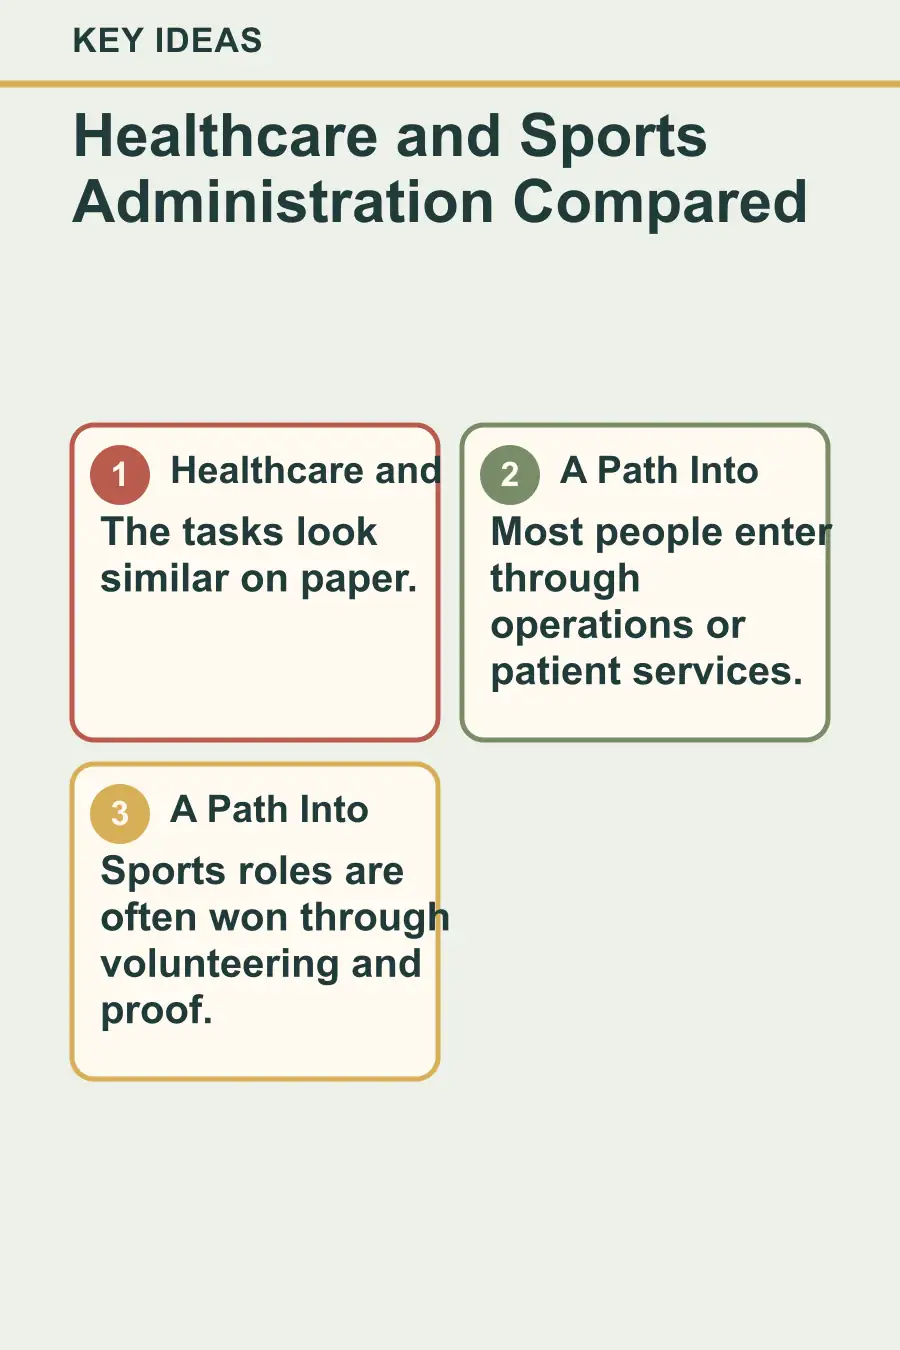 KEY IDEAS
Healthcare and Sports
Administration Compared
1
Healthcare and
The tasks look
similar on paper.
2
A Path Into
Most people enter
through
operations or
patient services.
3
A Path Into
Sports roles are
often won through
volunteering and
proof.